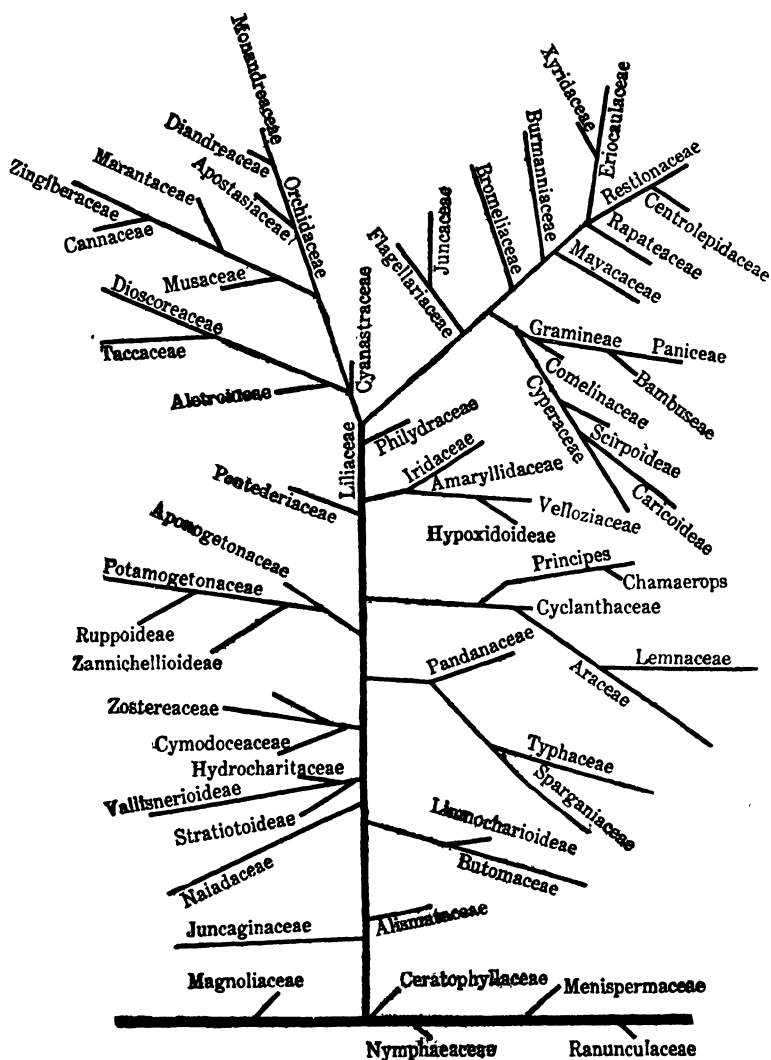 Monandreaceae
Diandreaceae
Apostasiaceae
Orchidaceae
Marantaceae
Zingiberaceae
Cannaceae
Musaceae
Dioscoreaceae
Taccaceae
Aletroideae
Cyanastraceae
Flagellariaceae
Juncaceae
Bromeliaceae
Burmanniaceae
Xyridaceae
Eriocaulaceae
Restionaceae
Centrolepidaceae
Rapateaceae
Mayacaceae
Gramineae
Paniceae
Bambuseae
Comelinaceae
Cyperaceae
Scirpoideae
Caricoideae
Liliaceae
Philydraceae
Iridaceae
Amaryllidaceae
Velloziaceae
Hypoxidoideae
Pontederiaceae
Aponogetonaceae
Potamogetonaceae
Ruppoideae
Zannichellioideae
Principes
Chamaerops
Cyclanthaceae
Araceae
Lemnaceae
Pandanaceae
Typhaceae
Sparganiaceae
Zostereaceae
Cymodoceaceae
Hydrocharitaceae
Vallisnerioideae
Stratiotoideae
Naiadaceae
Limnocharioideae
Butomaceae
Alismataceae
Juncaginaceae
Magnoliaceae
Ceratophyllaceae
Menispermaceae
Nymphaeaceae
Ranunculaceae